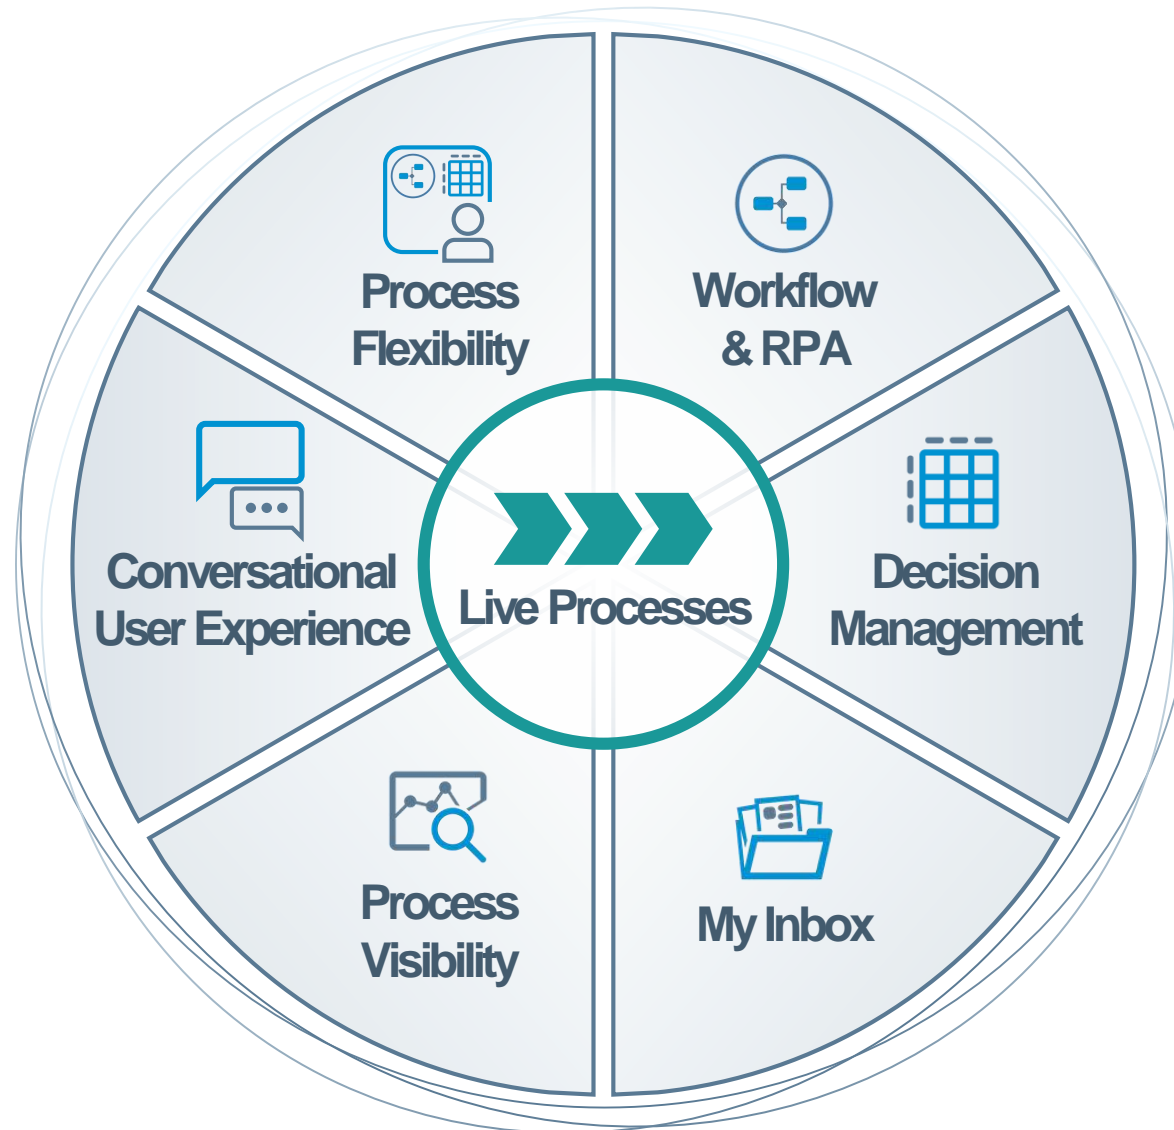 Process
Flexibility
Workflow
& RPA
Conversational
User Experience
Live Processes
Decision
Management
Process
Visibility
My Inbox